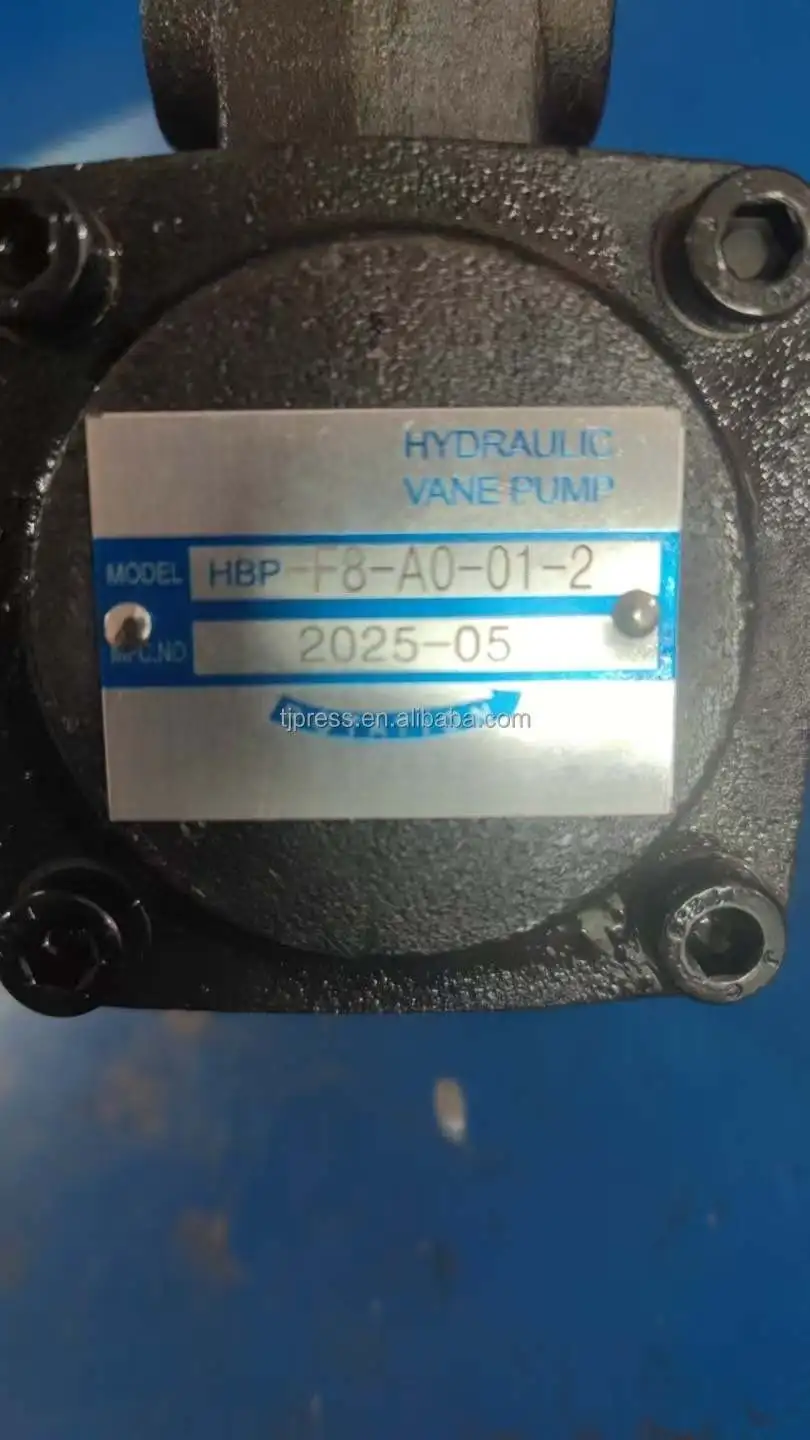 HYDRAULIC
VANE PUMP
MODEL HBP-F8-A0-01-2
MFG.NO 2025-05
tjpress.en.alibaba.com